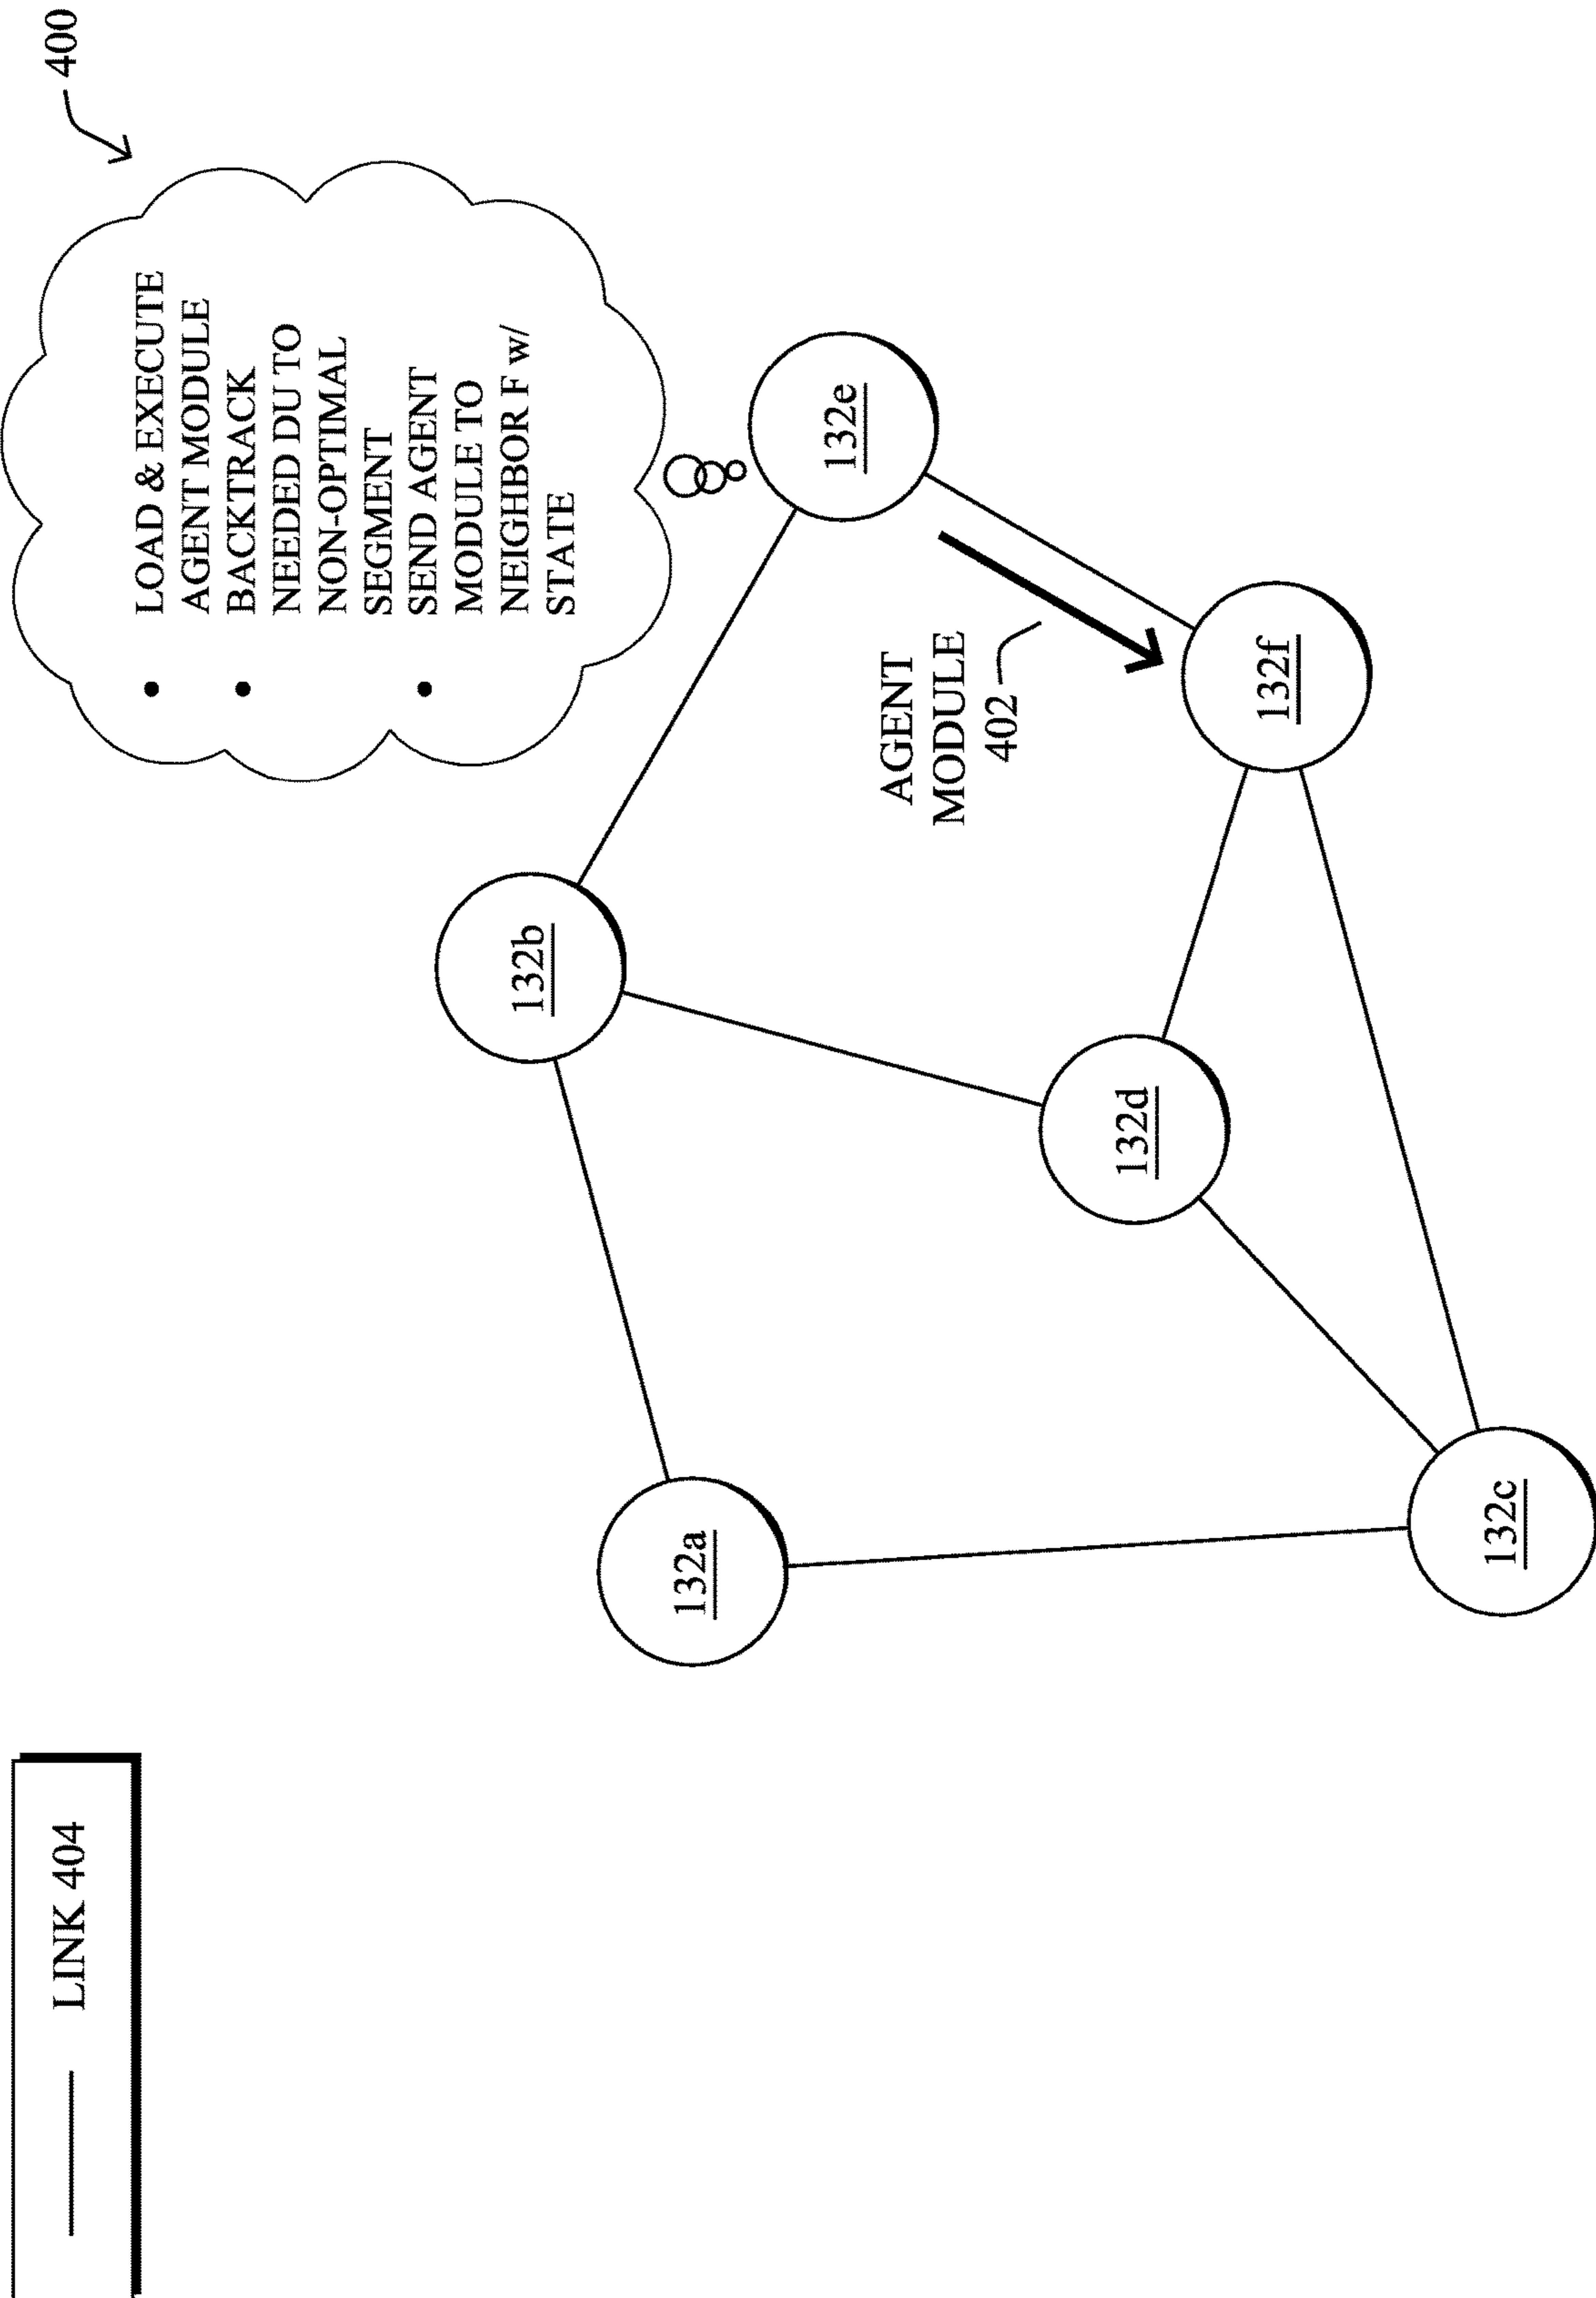 400
LOAD & EXECUTE
AGENT MODULE
BACKTRACK
NEEDED DU TO
NON-OPTIMAL
SEGMENT
SEND AGENT
MODULE TO
NEIGHBOR F w/
STATE
LINK 404
132b
132e
132a
AGENT
MODULE
402
132d
132f
132c